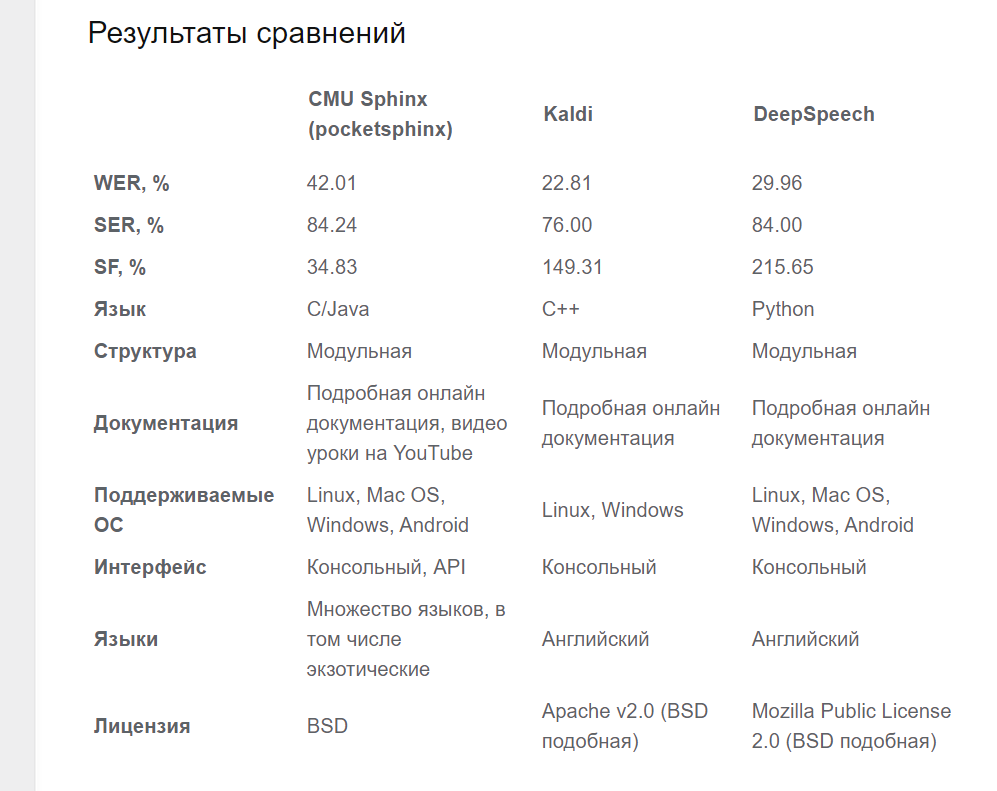 Результаты сравнений
CMU Sphinx
(pocketsphinx)
Kaldi
DeepSpeech
WER, % 42.01 22.81 29.96
SER, % 84.24 76.00 84.00
SF, % 34.83 149.31 215.65
Язык C/Java C++ Python
Структура Модульная Модульная Модульная
Документация
Подробная онлайн
документация, видео
уроки на YouTube
Подробная онлайн
документация
Подробная онлайн
документация
Поддерживаемые
ОС
Linux, Mac OS,
Windows, Android
Linux, Windows
Linux, Mac OS,
Windows, Android
Интерфейс Консольный, API Консольный Консольный
Языки
Множество языков, в
том числе
экзотические
Английский
Английский
Лицензия
BSD
Apache v2.0 (BSD
подобная)
Mozilla Public License
2.0 (BSD подобная)